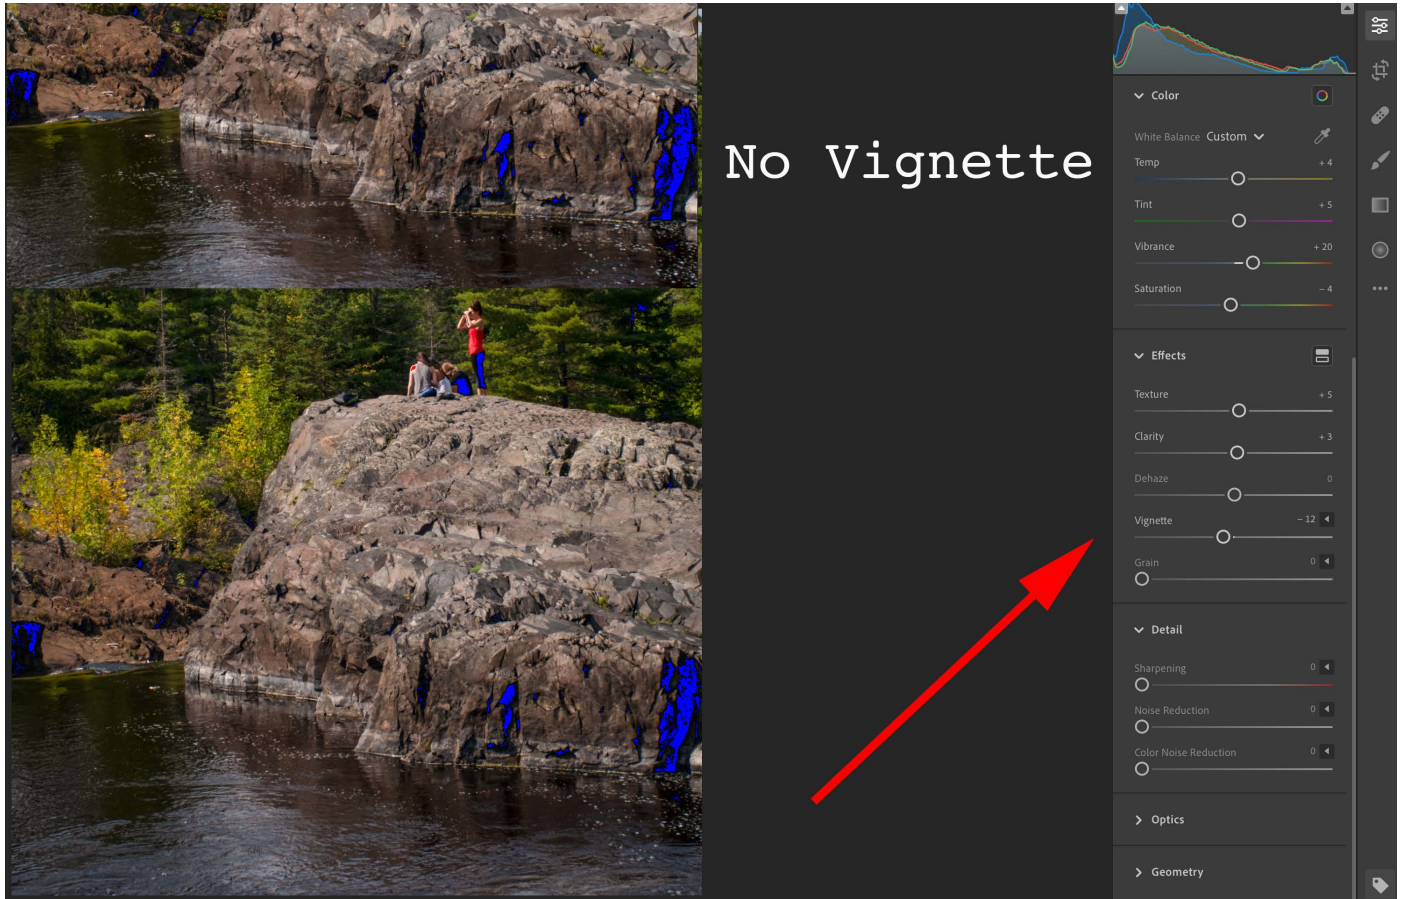 No Vignette
Color
White Balance Custom
Temp + 4
Tint + 5
Vibrance + 20
Saturation – 4
Effects
Texture + 5
Clarity + 3
Dehaze 0
Vignette – 12
Grain 0
Detail
Sharpening 0
Noise Reduction 0
Color Noise Reduction 0
Optics
Geometry